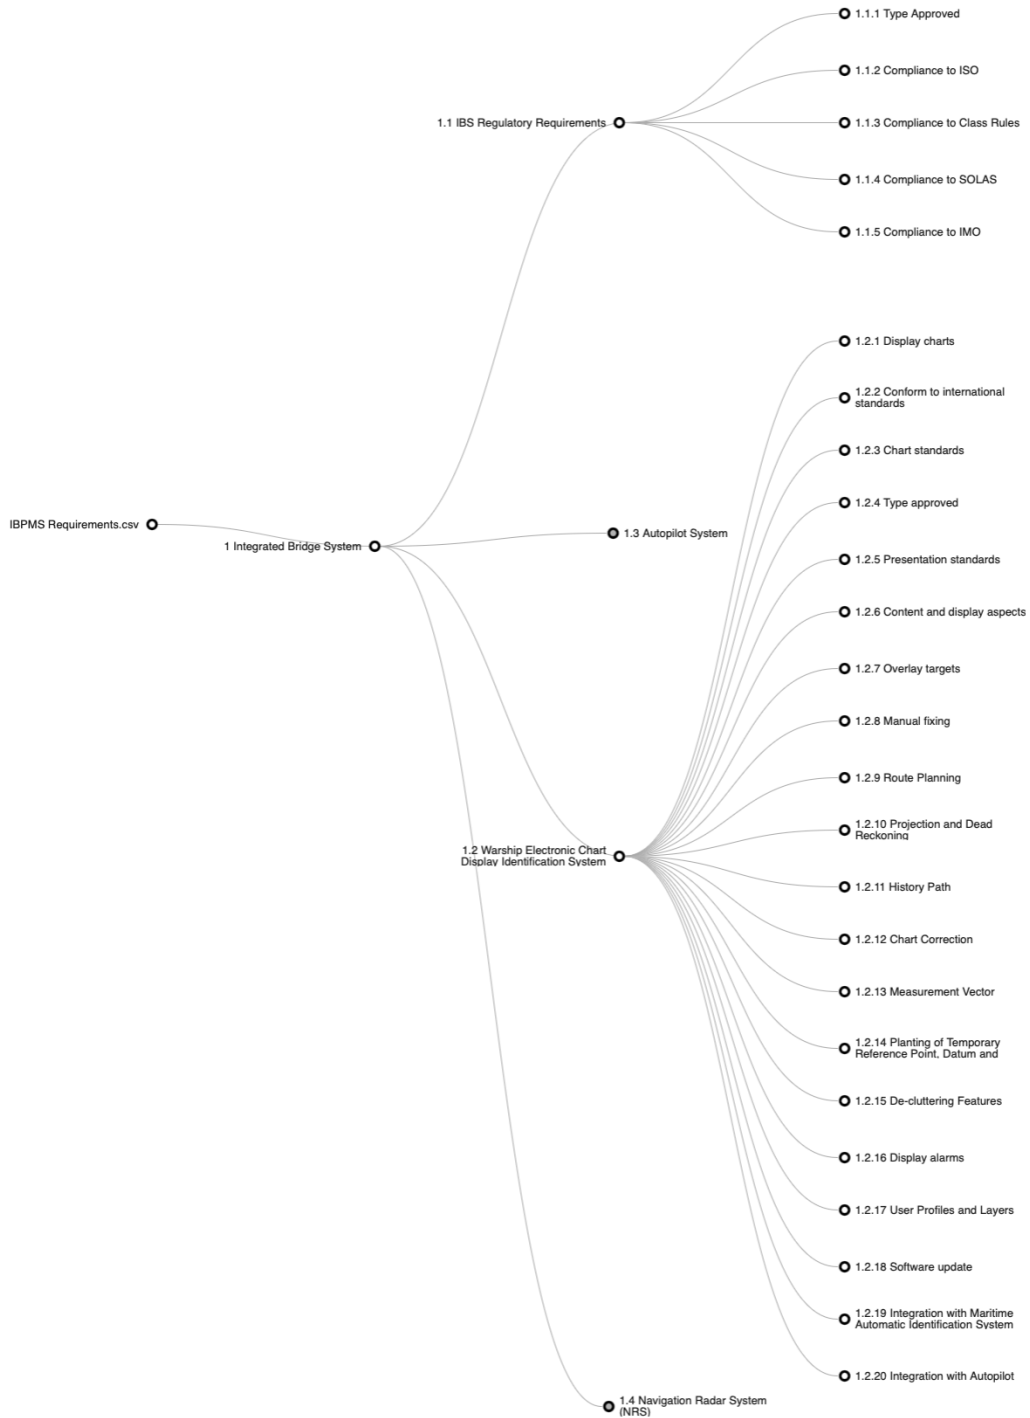 1.1.1 Type Approved
1.1.2 Compliance to ISO
1.1 IBS Regulatory Requirements
1.1.3 Compliance to Class Rules
1.1.4 Compliance to SOLAS
1.1.5 Compliance to IMO
1.2.1 Display charts
1.2.2 Conform to international
standards
1.2.3 Chart standards
1.2.4 Type approved
IBPMS Requirements.csv
1 Integrated Bridge System
1.3 Autopilot System
1.2.5 Presentation standards
1.2.6 Content and display aspects
1.2.7 Overlay targets
1.2.8 Manual fixing
1.2.9 Route Planning
1.2.10 Projection and Dead
Reckoning
1.2 Warship Electronic Chart
Display Identification System
1.2.11 History Path
1.2.12 Chart Correction
1.2.13 Measurement Vector
1.2.14 Planting of Temporary
Reference Point, Datum and
1.2.15 De-cluttering Features
1.2.16 Display alarms
1.2.17 User Profiles and Layers
1.2.18 Software update
1.2.19 Integration with Maritime
Automatic Identification System
1.2.20 Integration with Autopilot
1.4 Navigation Radar System
(NRS)